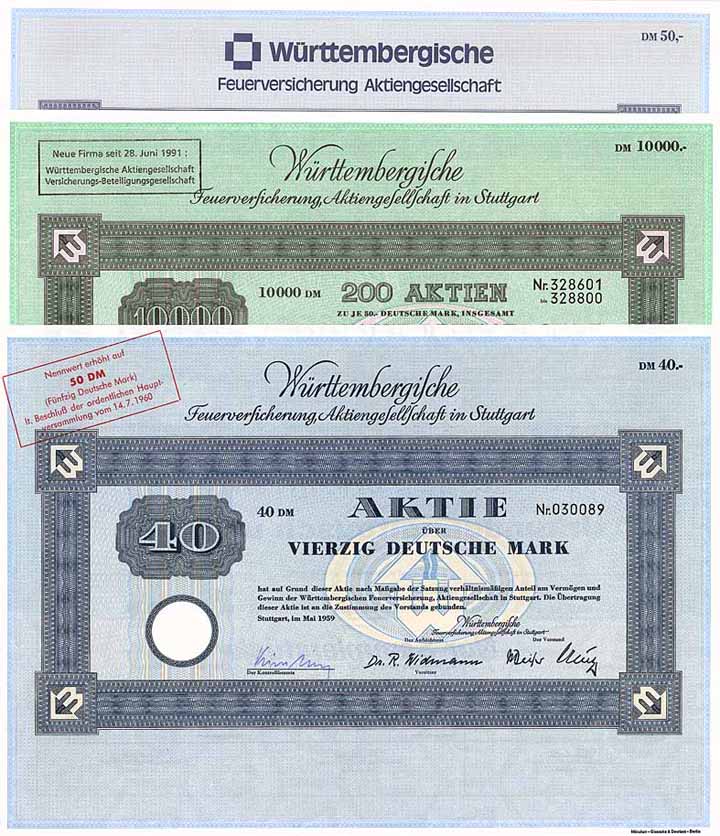 Württembergische
Feuerversicherung Aktiengesellschaft
DM 50,-
Neue Firma seit 28. Juni 1991 :
Württembergische Aktiengesellschaft
Versicherungs-Beteiligungsgesellschaft
Württembergische
Feuerversicherung, Aktiengesellschaft in Stuttgart
DM 10000.-
10000
10000 DM 200 AKTIEN Nr. 328601
bis 328800
ZU JE 50.- DEUTSCHE MARK, INSGESAMT
Nennwert erhöht auf
50 DM
(Fünfzig Deutsche Mark)
lt. Beschluß der ordentlichen Haupt-
versammlung vom 14.7.1960
Württembergische
Feuerversicherung, Aktiengesellschaft in Stuttgart
DM 40.-
40
40 DM AKTIE Nr. 030089
ÜBER
VIERZIG DEUTSCHE MARK
hat auf Grund dieser Aktie nach Maßgabe der Satzung verhältnismäßigen Anteil am Vermögen und
Gewinn der Württembergischen Feuerversicherung, Aktiengesellschaft in Stuttgart. Die Übertragung
dieser Aktie ist an die Zustimmung des Vorstands gebunden.
Stuttgart, im Mai 1959
Württembergische
Feuerversicherung, Aktiengesellschaft in Stuttgart
Der Aufsichtsrat Der Vorstand
Dr. R. Widmann
Der Kontrollbeamte Vorsitzer
München - Giesecke & Devrient - Berlin